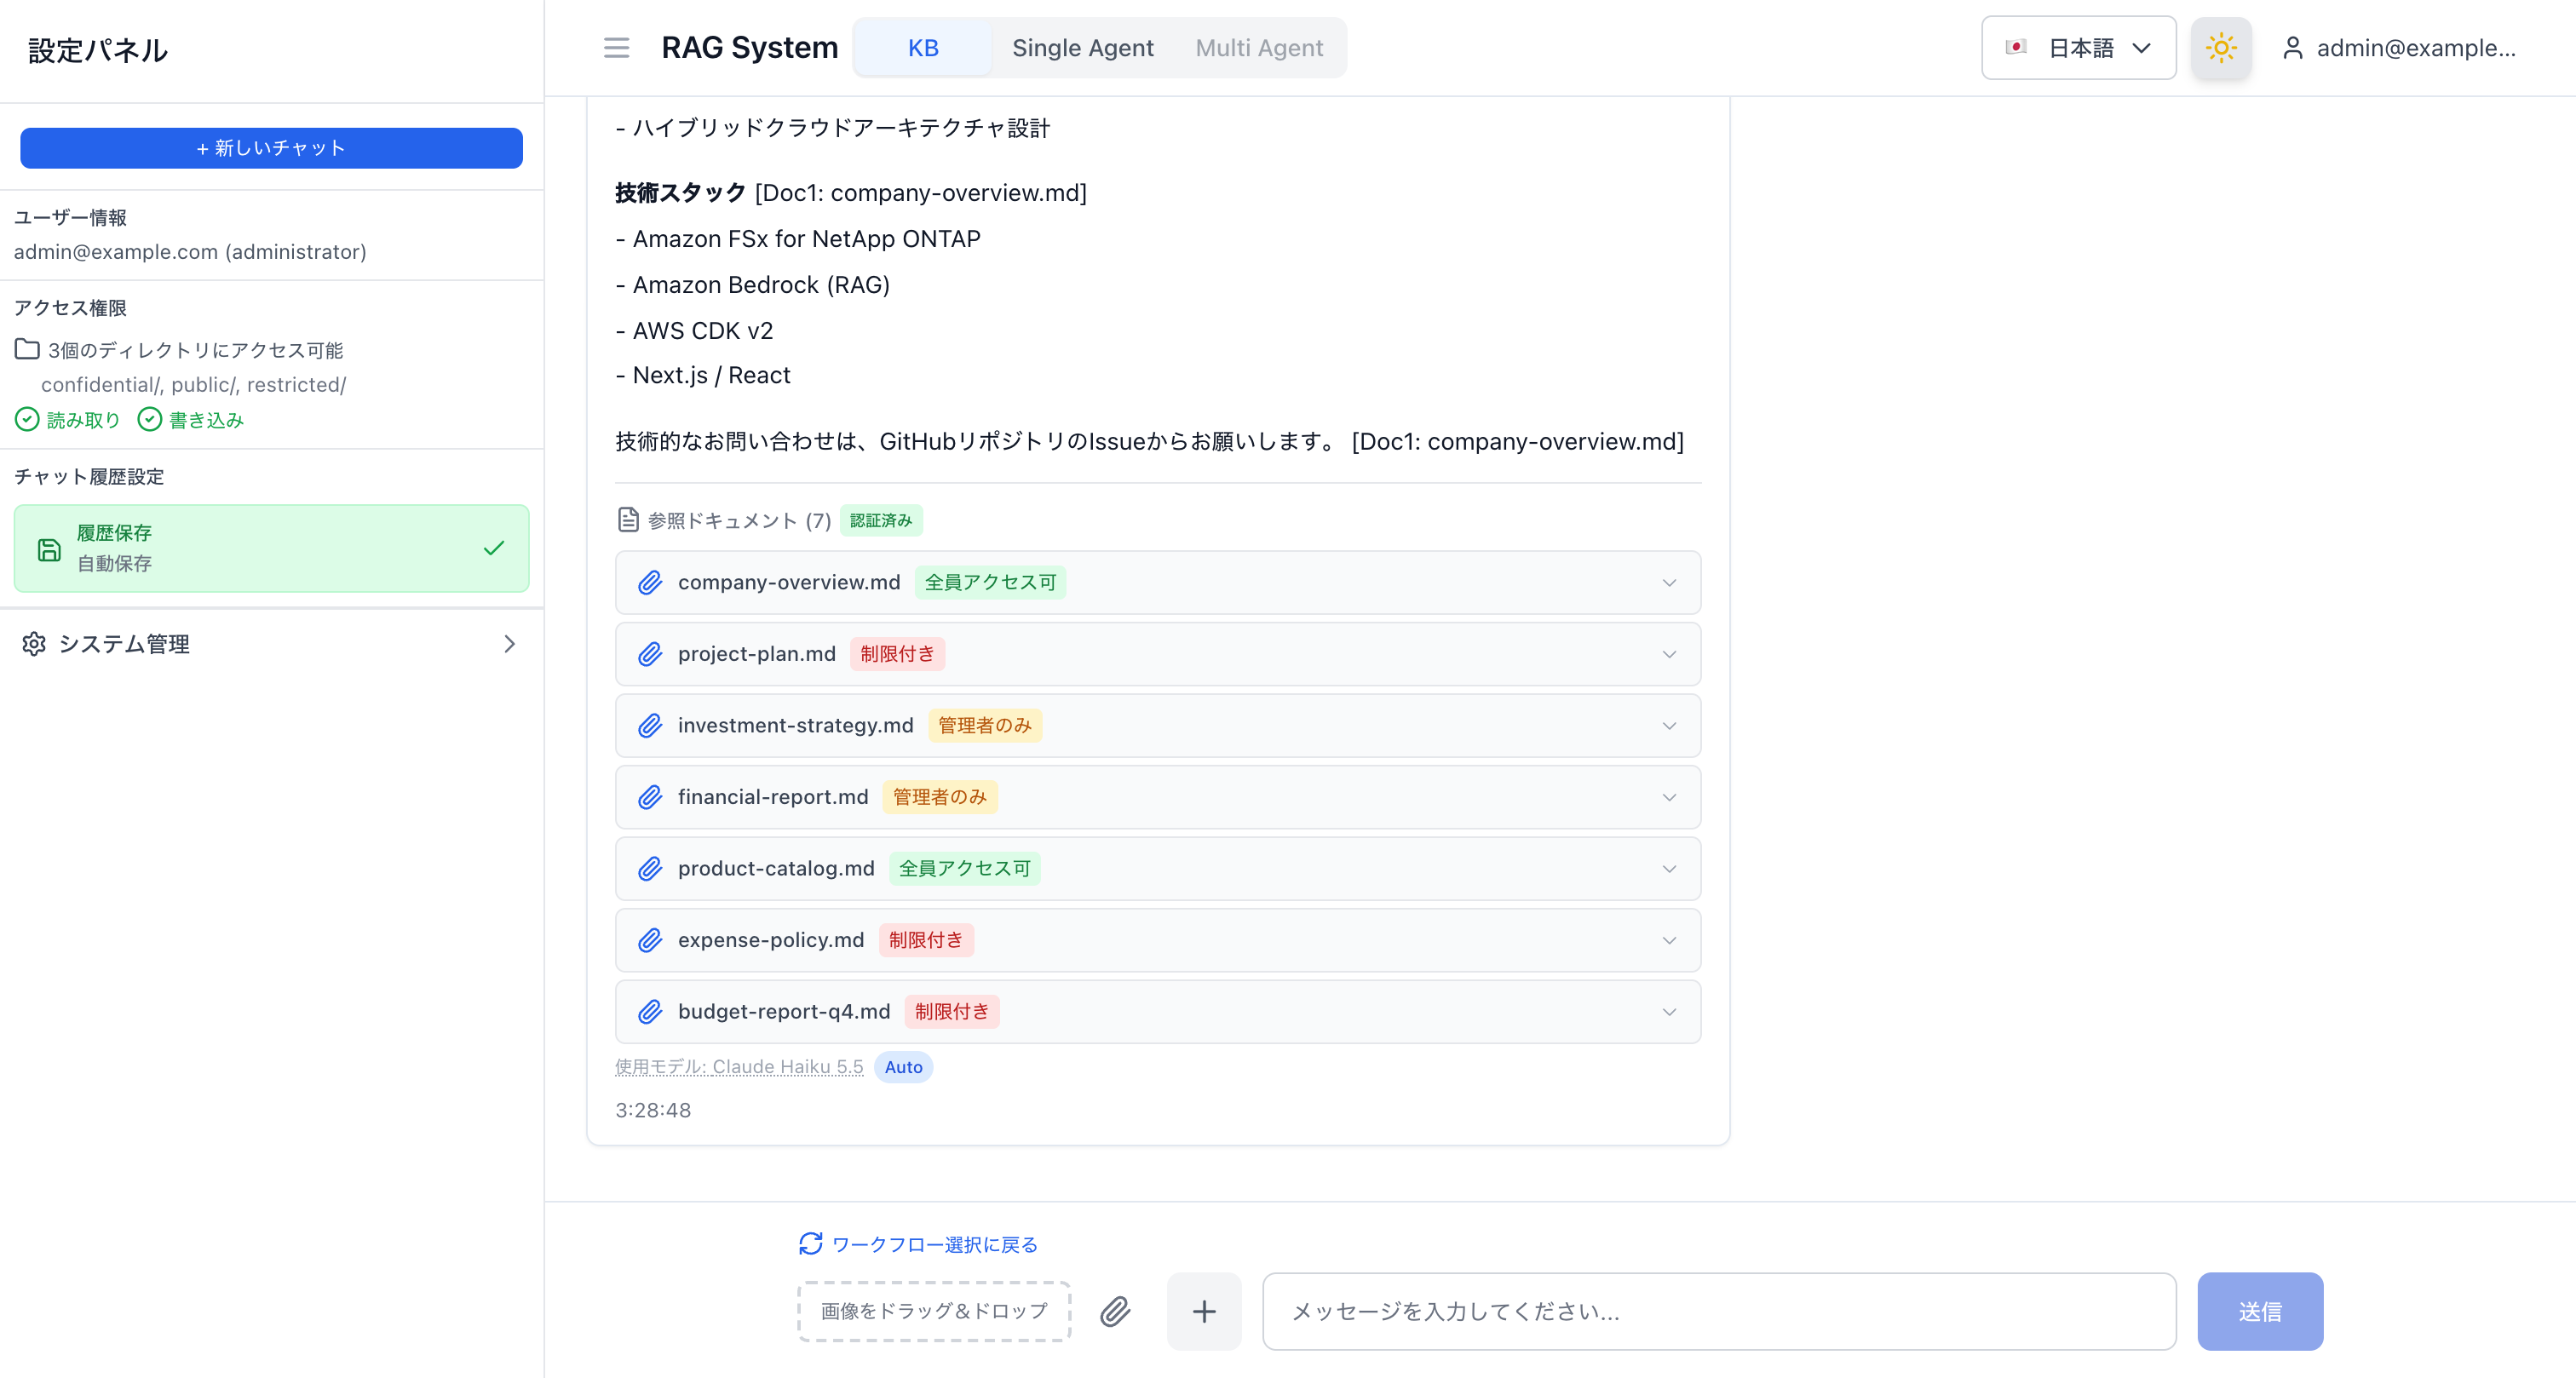 設定パネル
+ 新しいチャット
ユーザー情報
admin@example.com (administrator)
アクセス権限
3個のディレクトリにアクセス可能
confidential/, public/, restricted/
読み取り 書き込み
チャット履歴設定
履歴保存
自動保存
システム管理
RAG System KB Single Agent Multi Agent
日本語 admin@example...
- ハイブリッドクラウドアーキテクチャ設計
技術スタック [Doc1: company-overview.md]
- Amazon FSx for NetApp ONTAP
- Amazon Bedrock (RAG)
- AWS CDK v2
- Next.js / React
技術的なお問い合わせは、GitHubリポジトリのIssueからお願いします。 [Doc1: company-overview.md]
参照ドキュメント (7) 認証済み
company-overview.md 全員アクセス可
project-plan.md 制限付き
investment-strategy.md 管理者のみ
financial-report.md 管理者のみ
product-catalog.md 全員アクセス可
expense-policy.md 制限付き
budget-report-q4.md 制限付き
使用モデル: Claude Haiku 5.5 Auto
3:28:48
ワークフロー選択に戻る
画像をドラッグ＆ドロップ
メッセージを入力してください...
送信